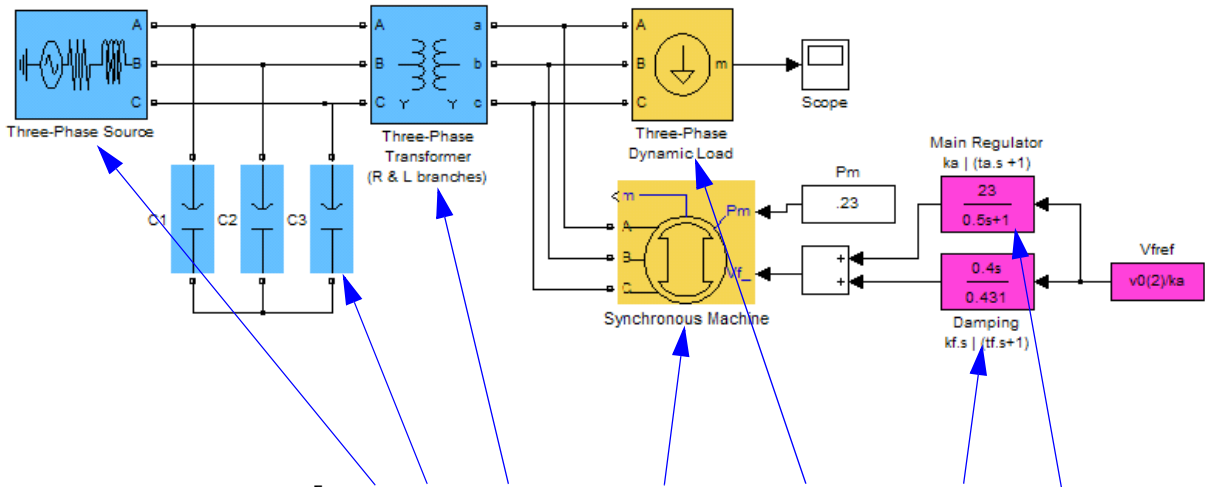 A
B
C
Three-Phase Source
A
B
C
a
b
c
Y Y
Three-Phase
Transformer
(R & L branches)
A
B
C
m
Three-Phase
Dynamic Load
Scope
C1
C2
C3
m
A
B
C
Pm
Vf_
Synchronous Machine
Pm
.23
+
+
Main Regulator
ka | (ta.s +1)
23
0.5s+1
0.4s
0.431
Damping
kf.s | (tf.s+1)
Vfref
v0(2)/ka